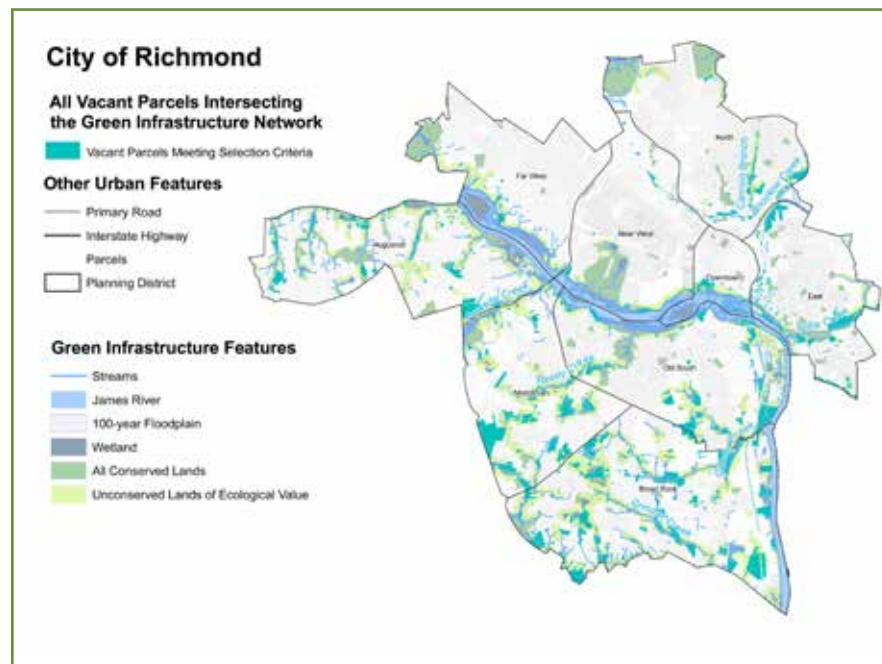 City of Richmond
All Vacant Parcels Intersecting
the Green Infrastructure Network
Vacant Parcels Meeting Selection Criteria
Other Urban Features
Primary Road
Interstate Highway
Parcels
Planning District
Green Infrastructure Features
Streams
James River
100-year Floodplain
Wetland
All Conserved Lands
Unconserved Lands of Ecological Value
North
Far West
Huguenot
Near West
Downtown
East
Old South
Midlothian
Broad Rock